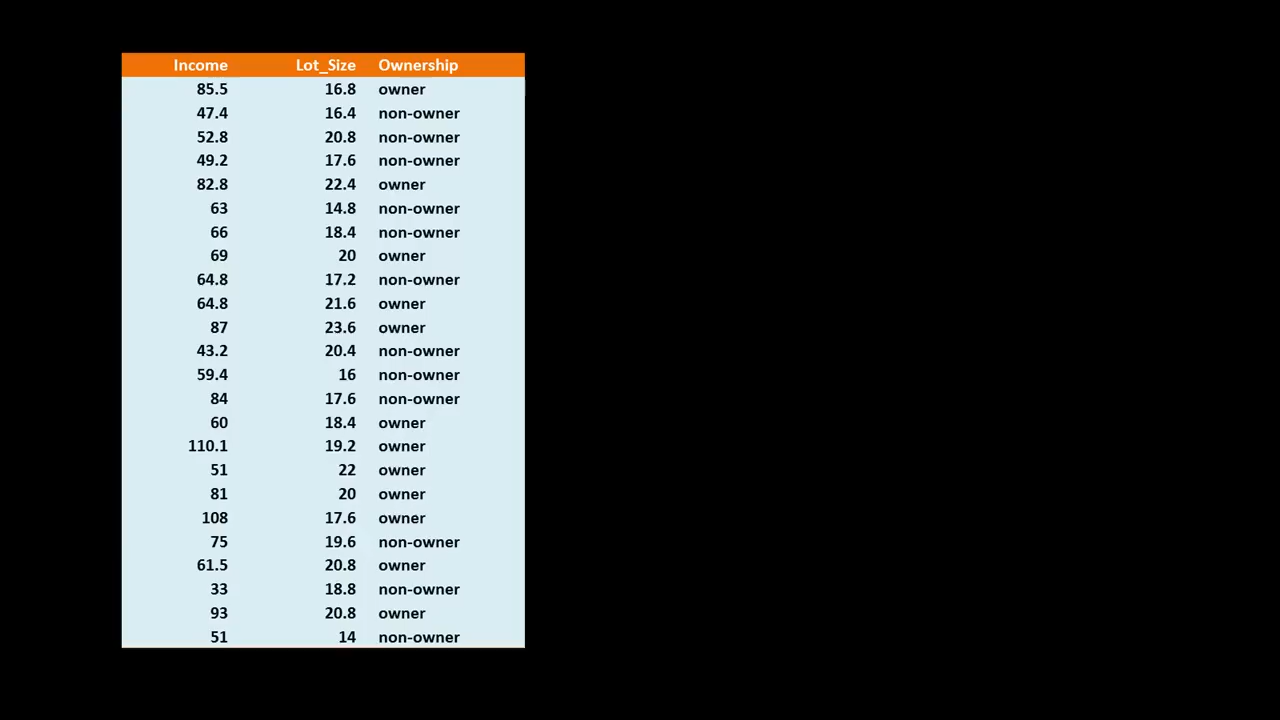 Income Lot_Size Ownership
85.5 16.8 owner
47.4 16.4 non-owner
52.8 20.8 non-owner
49.2 17.6 non-owner
82.8 22.4 owner
63 14.8 non-owner
66 18.4 non-owner
69 20 owner
64.8 17.2 non-owner
64.8 21.6 owner
87 23.6 owner
43.2 20.4 non-owner
59.4 16 non-owner
84 17.6 non-owner
60 18.4 owner
110.1 19.2 owner
51 22 owner
81 20 owner
108 17.6 owner
75 19.6 non-owner
61.5 20.8 owner
33 18.8 non-owner
93 20.8 owner
51 14 non-owner